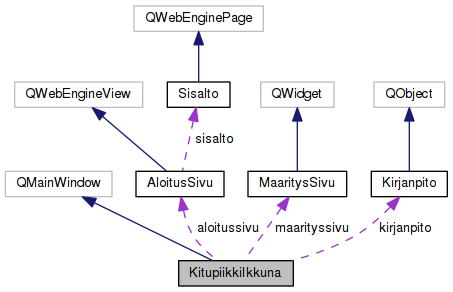 QWebEnginePage
QWebEngineView
Sisalto
QWidget
QObject
sisalto
QMainWindow
AloitusSivu
MaaritysSivu
Kirjanpito
aloitussivu
maarityssivu
kirjanpito
KitupiikkiIkkuna